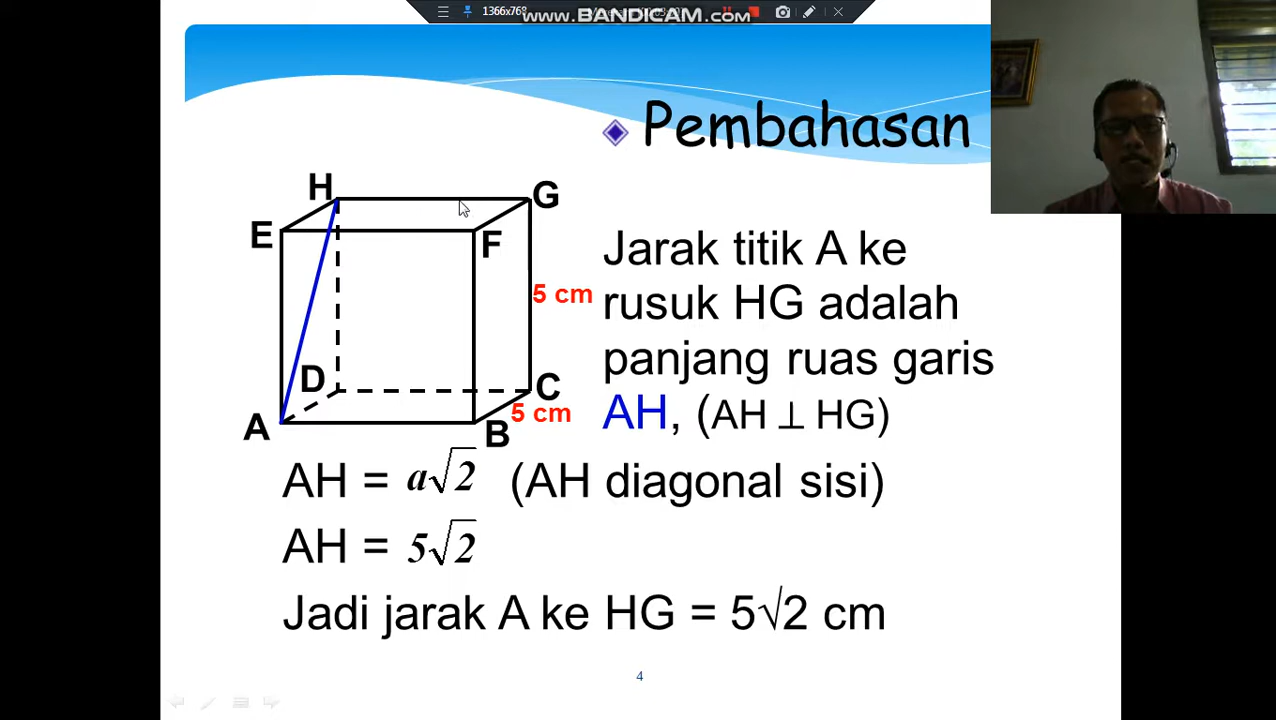 1366x768
www.BANDICAM.com
Pembahasan
H
G
E
F
5 cm
D
C
5 cm
A
B
Jarak titik A ke
rusuk HG adalah
panjang ruas garis
AH, (AH ⊥ HG)
AH = a√2 (AH diagonal sisi)
AH = 5√2
Jadi jarak A ke HG = 5√2 cm
4